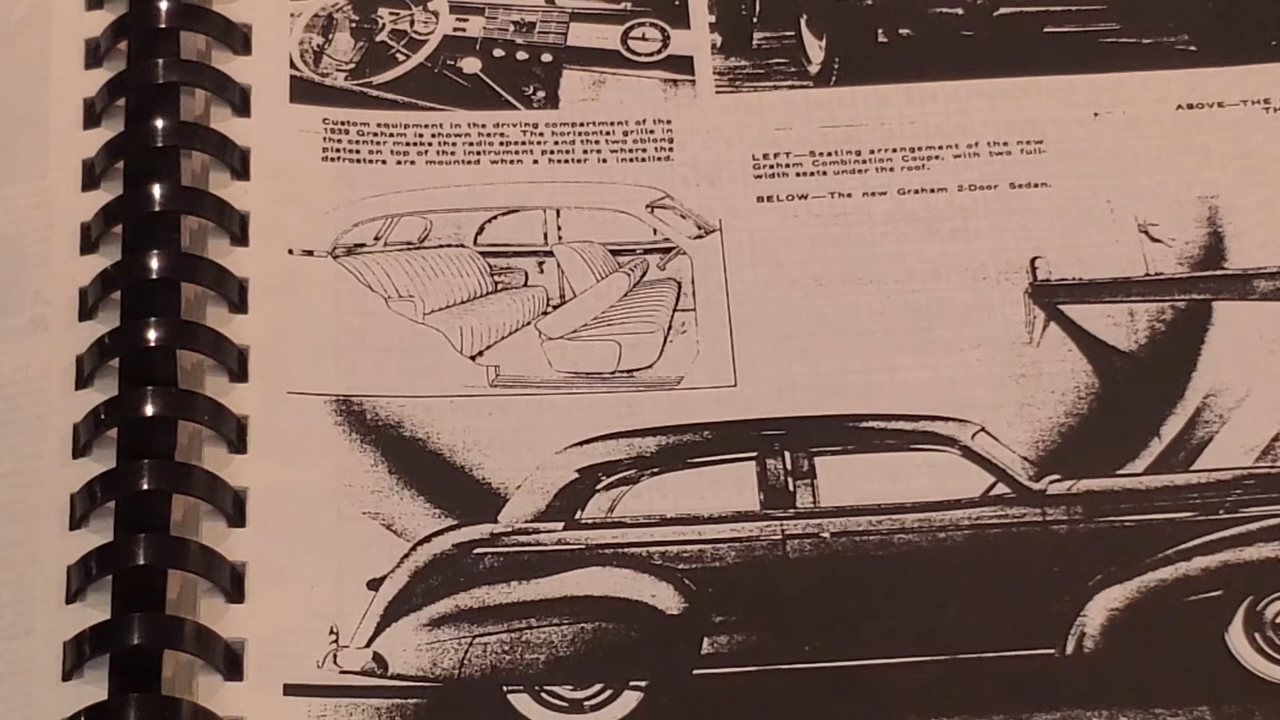 Custom equipment in the driving compartment of the
1939 Graham is shown here. The horizontal grille in
the center masks the radio speaker and the two oblong
plates on top of the instrument panel are where the
defrosters are mounted when a heater is installed.
ABOVE—THE
TH
LEFT—Seating arrangement of the new
Graham Combination Coupe, with two full-
width seats under the roof.
BELOW—The new Graham 2-Door Sedan.